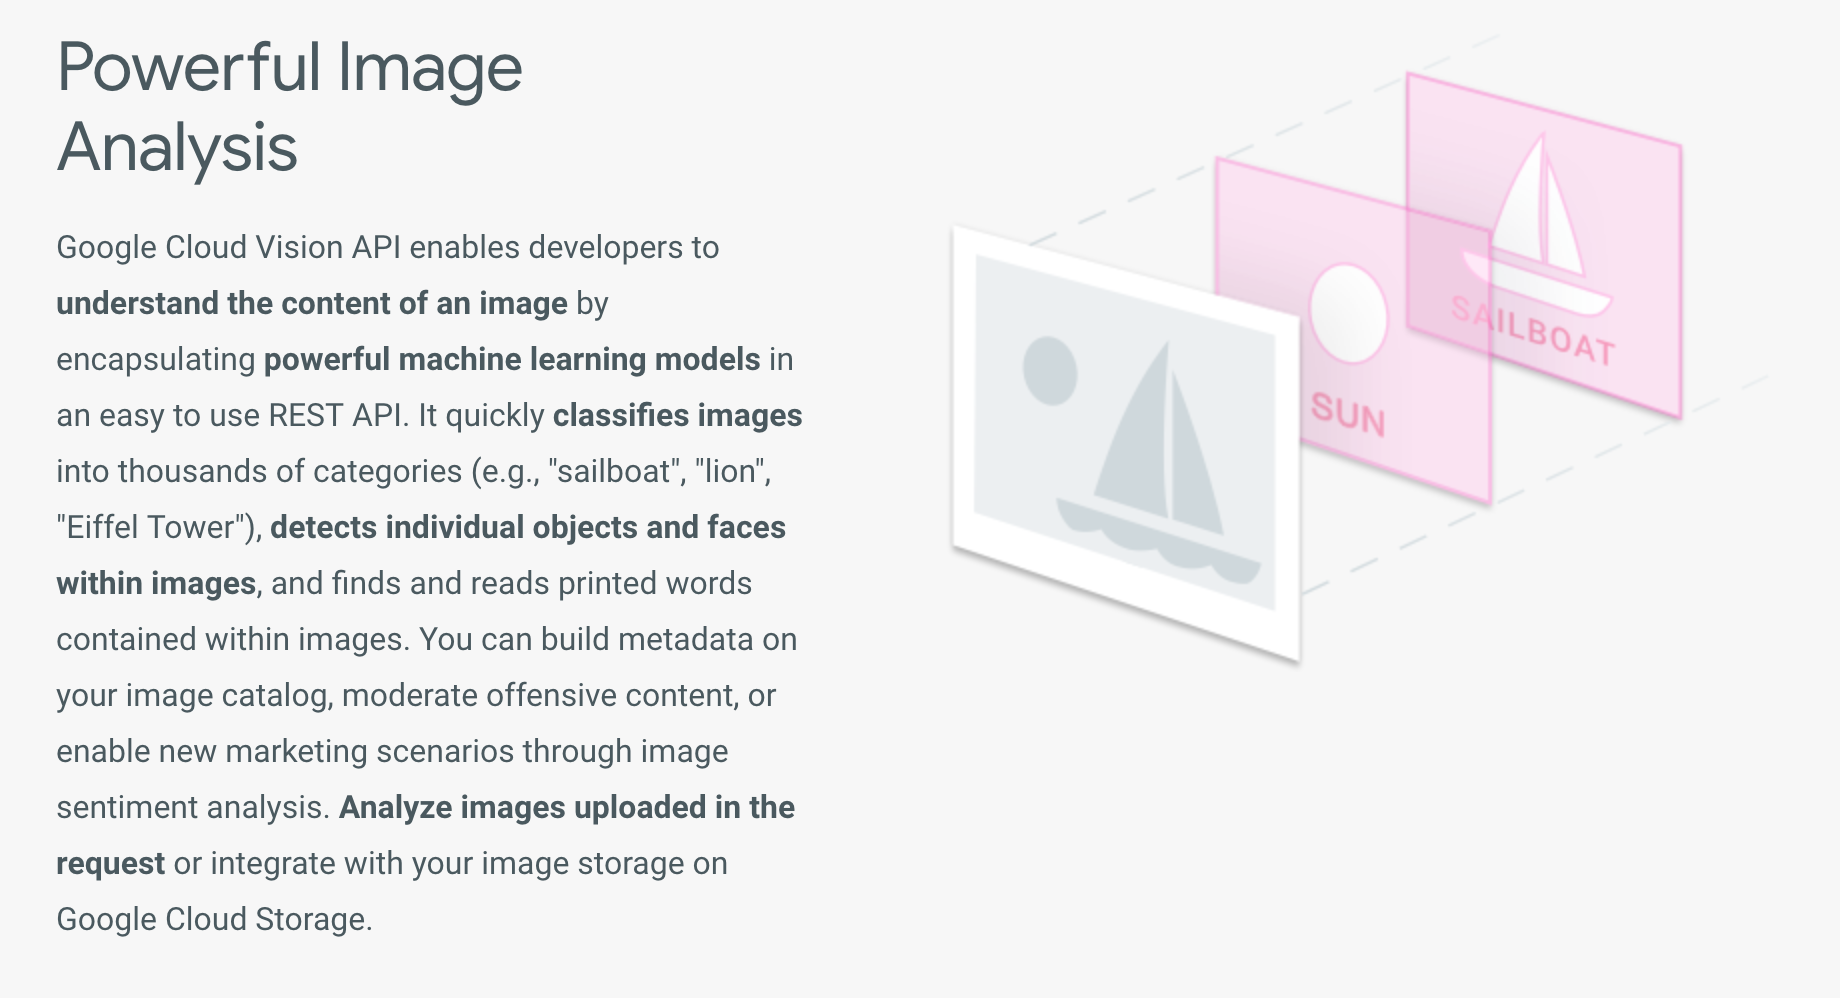 Powerful Image
Analysis
Google Cloud Vision API enables developers to
understand the content of an image by
encapsulating powerful machine learning models in
an easy to use REST API. It quickly classifies images
into thousands of categories (e.g., "sailboat", "lion",
"Eiffel Tower"), detects individual objects and faces
within images, and finds and reads printed words
contained within images. You can build metadata on
your image catalog, moderate offensive content, or
enable new marketing scenarios through image
sentiment analysis. Analyze images uploaded in the
request or integrate with your image storage on
Google Cloud Storage.
SAILBOAT
SUN